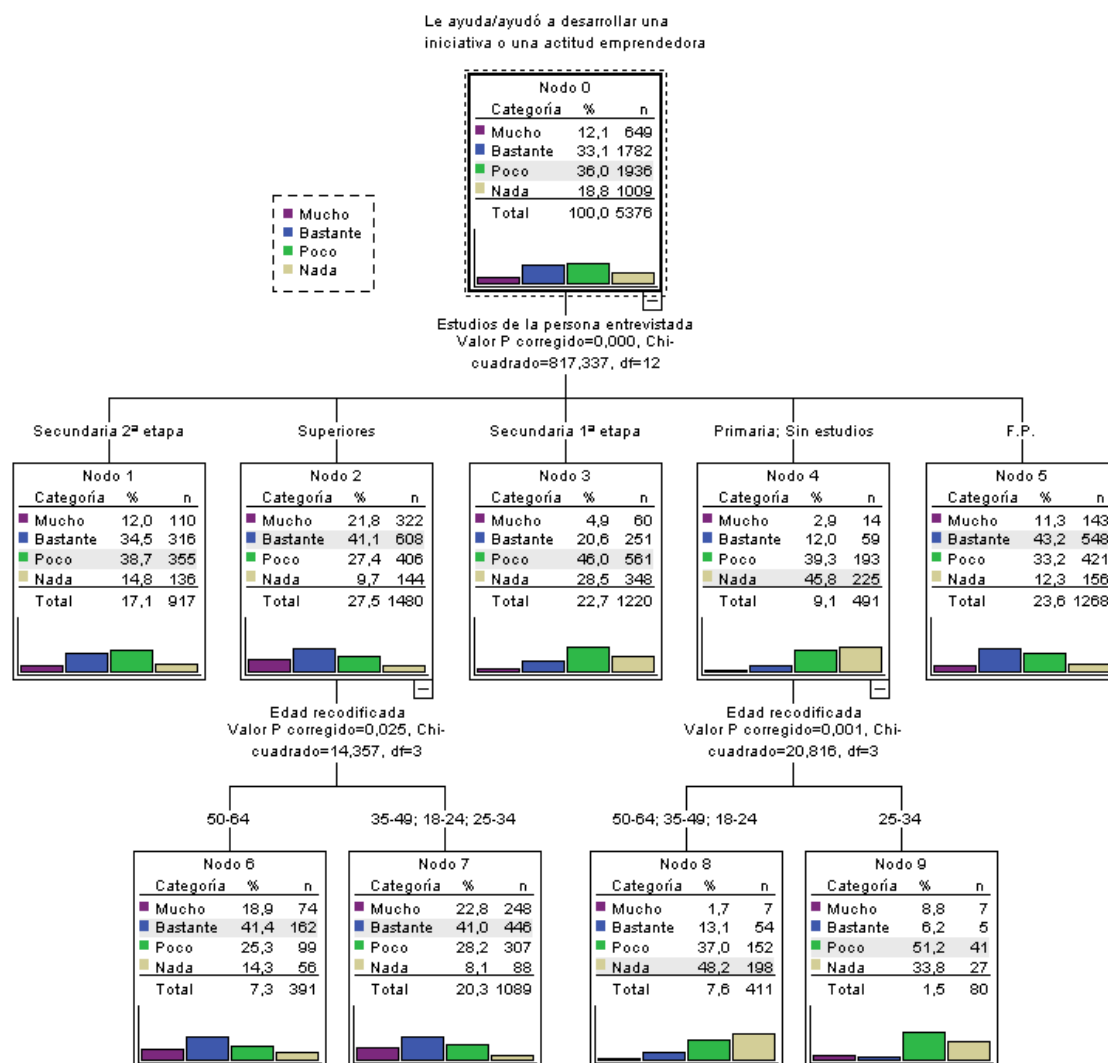 Le ayuda/ayudó a desarrollar una
iniciativa o una actitud emprendedora
Nodo 0
Categoría % n
Mucho 12,1 649
Bastante 33,1 1782
Poco 36,0 1936
Nada 18,8 1009
Total 100,0 5376
Mucho
Bastante
Poco
Nada
Estudios de la persona entrevistada
Valor P corregido=0,000, Chi-
cuadrado=817,337, df=12
Secundaria 2ª etapa
Nodo 1
Categoría % n
Mucho 12,0 110
Bastante 34,5 316
Poco 38,7 355
Nada 14,8 136
Total 17,1 917
Superiores
Nodo 2
Categoría % n
Mucho 21,8 322
Bastante 41,1 608
Poco 27,4 406
Nada 9,7 144
Total 27,5 1480
Secundaria 1ª etapa
Nodo 3
Categoría % n
Mucho 4,9 60
Bastante 20,6 251
Poco 46,0 561
Nada 28,5 348
Total 22,7 1220
Primaria; Sin estudios
Nodo 4
Categoría % n
Mucho 2,9 14
Bastante 12,0 59
Poco 39,3 193
Nada 45,8 225
Total 9,1 491
F.P.
Nodo 5
Categoría % n
Mucho 11,3 143
Bastante 43,2 548
Poco 33,2 421
Nada 12,3 156
Total 23,6 1268
Edad recodificada
Valor P corregido=0,025, Chi-
cuadrado=14,357, df=3
Edad recodificada
Valor P corregido=0,001, Chi-
cuadrado=20,816, df=3
50-64
Nodo 6
Categoría % n
Mucho 18,9 74
Bastante 41,4 162
Poco 25,3 99
Nada 14,3 56
Total 7,3 391
35-49; 18-24; 25-34
Nodo 7
Categoría % n
Mucho 22,8 248
Bastante 41,0 446
Poco 28,2 307
Nada 8,1 88
Total 20,3 1089
50-64; 35-49; 18-24
Nodo 8
Categoría % n
Mucho 1,7 7
Bastante 13,1 54
Poco 37,0 152
Nada 48,2 198
Total 7,6 411
25-34
Nodo 9
Categoría % n
Mucho 8,8 7
Bastante 6,2 5
Poco 51,2 41
Nada 33,8 27
Total 1,5 80